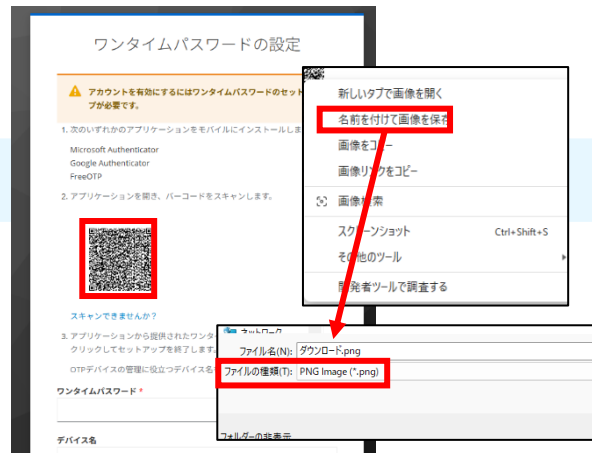 ワンタイムパスワードの設定
アカウントを有効にするにはワンタイムパスワードのセット
プが必要です。
1. 次のいずれかのアプリケーションをモバイルにインストールしま
Microsoft Authenticator
Google Authenticator
FreeOTP
2. アプリケーションを開き、バーコードをスキャンします。
スキャンできませんか？
3. アプリケーションから提供されたワンタ
クリックしてセットアップを終了します。
OTPデバイスの管理に役立つデバイス名
ワンタイムパスワード *
デバイス名
新しいタブで画像を開く
名前を付けて画像を保存
画像をコピー
画像リンクをコピー
画像検索
スクリーンショット Ctrl+Shift+S
その他のツール
開発者ツールで調査する
ネットワーク
ファイル名(N): ダウンロード.png
ファイルの種類(T): PNG Image (*.png)
フォルダーの非表示